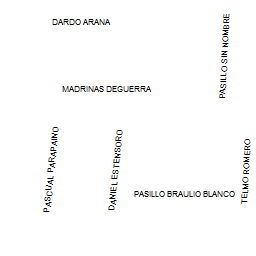 DARDO ARANA
PASILLO SIN NOMBRE
MADRINAS DEGUERRA
PASCUAL PARAPAINO
DANIEL ESTENSORO
PASILLO BRAULIO BLANCO
TELMO ROMERO